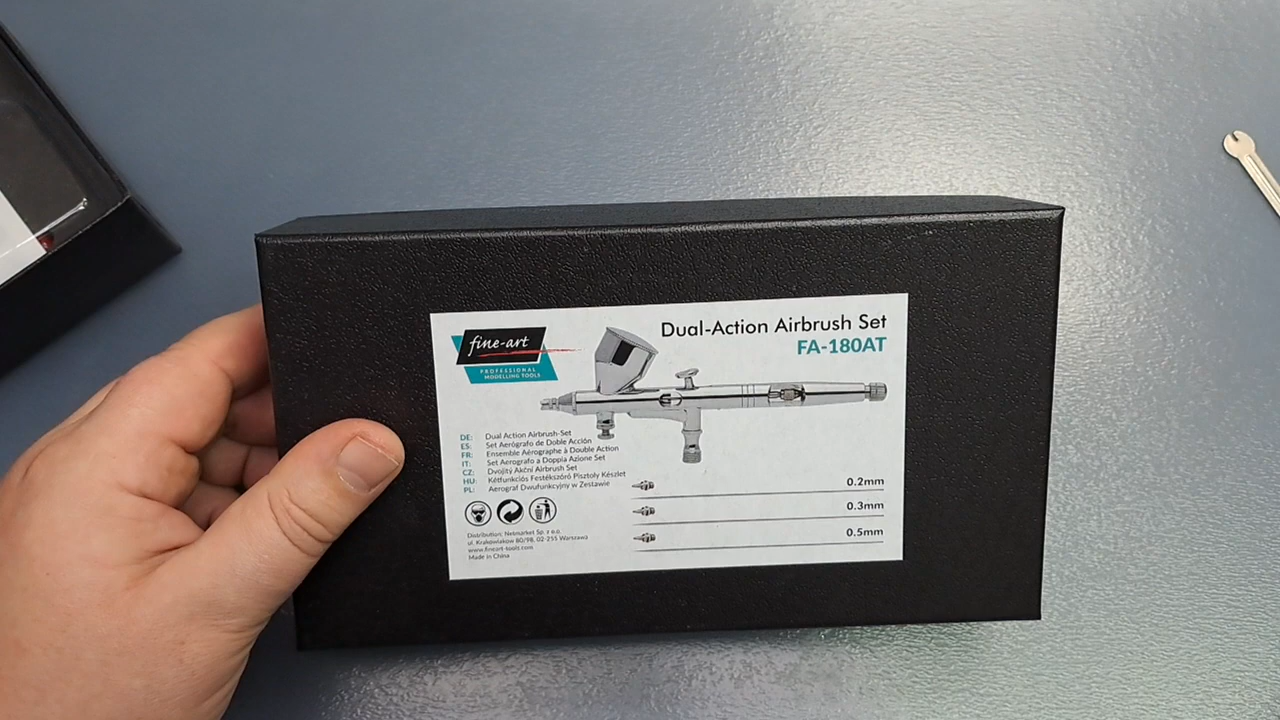 fine-art
PROFESSIONAL
MODELLING TOOLS
Dual-Action Airbrush Set
FA-180AT
DE: Dual Action Airbrush-Set
ES: Set Aerógrafo de Doble Acción
FR: Ensemble Aérographe à Double Action
IT: Set Aerografo a Doppia Azione Set
CZ: Dvojitý Akční Airbrush Set
HU: Kétfunkciós Festékszóró Pisztoly Készlet
PL: Aerograf Dwufunkcyjny w Zestawie
0.2mm
0.3mm
0.5mm
Distribution: Netmarket Sp. z o.o.
ul. Krakowiakow 80/98, 02-255 Warszawa
www.fineart-tools.com
Made in China